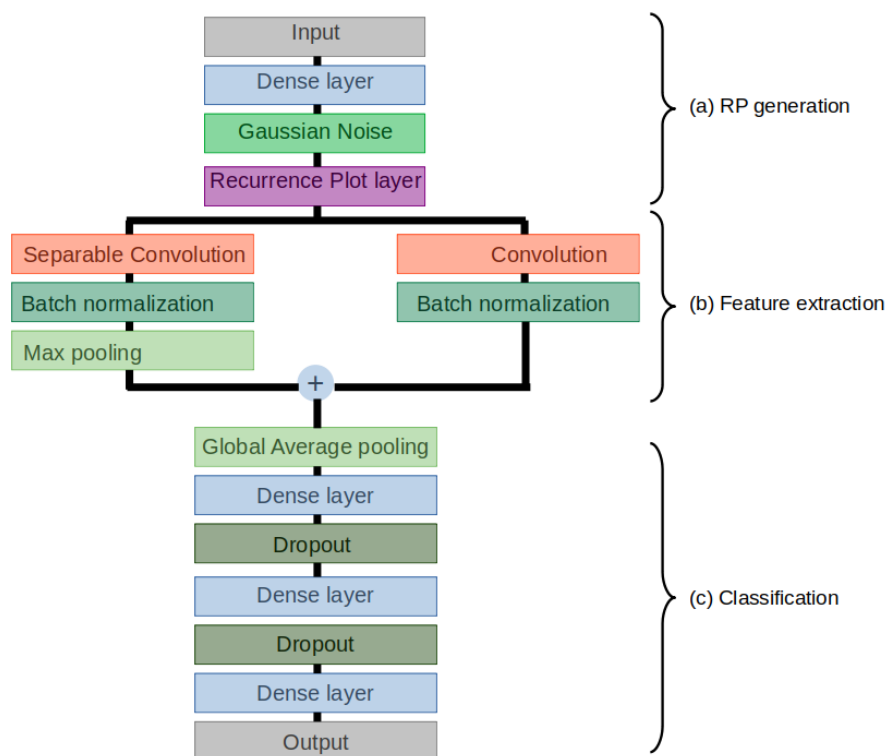 Input
Dense layer
Gaussian Noise
Recurrence Plot layer
(a) RP generation
Separable Convolution
Batch normalization
Max pooling
Convolution
Batch normalization
+
(b) Feature extraction
Global Average pooling
Dense layer
Dropout
Dense layer
Dropout
Dense layer
Output
(c) Classification